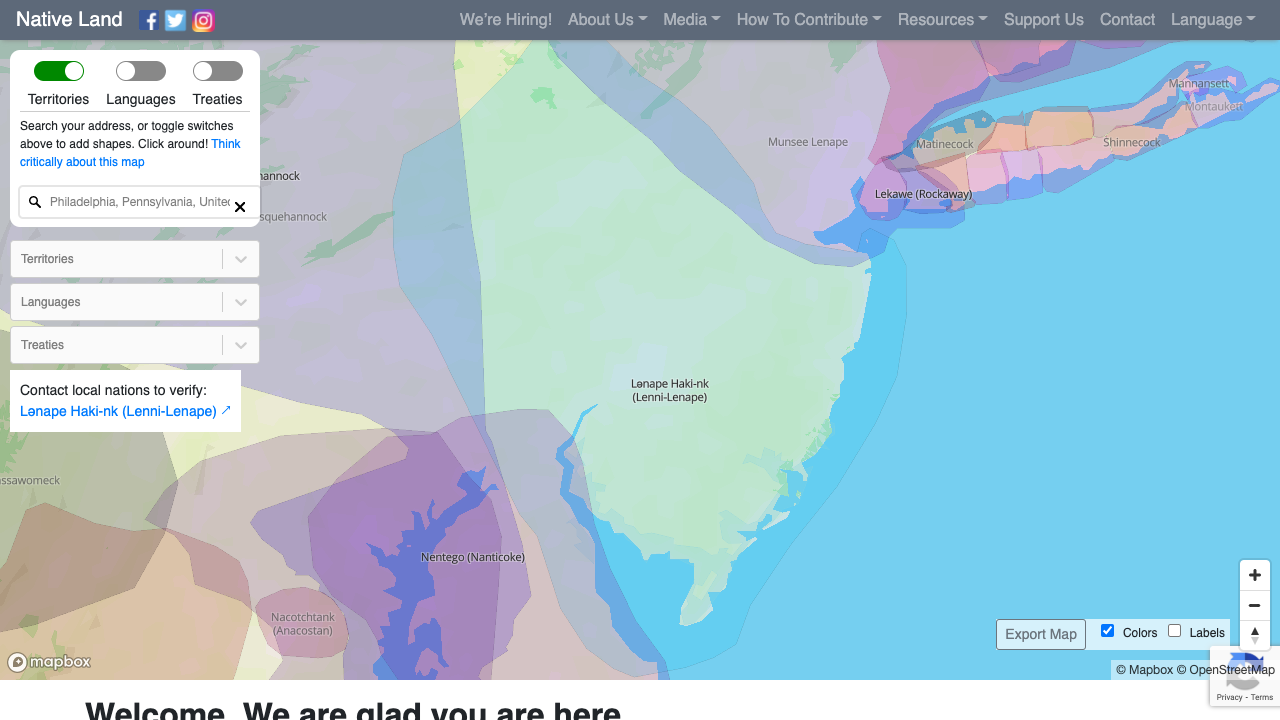 Native Land
We're Hiring!
About Us
Media
How To Contribute
Resources
Support Us
Contact
Language
Territories
Languages
Treaties
Search your address, or toggle switches
above to add shapes. Click around! Think
critically about this map
Philadelphia, Pennsylvania, United
Territories
Languages
Treaties
Contact local nations to verify:
Lənape Haki-nk (Lenni-Lenape) ↗
Mannansett
Montaukett
Munsee Lenape
Matinecock
Shinnecock
Lekawe (Rockaway)
Lənape Haki-nk
(Lenni-Lenape)
Nentego (Nanticoke)
Nacotchtank
(Anacostan)
mapbox
Export Map
Colors
Labels
© Mapbox © OpenStreetMap
Privacy - Terms
Welcome. We are glad you are here